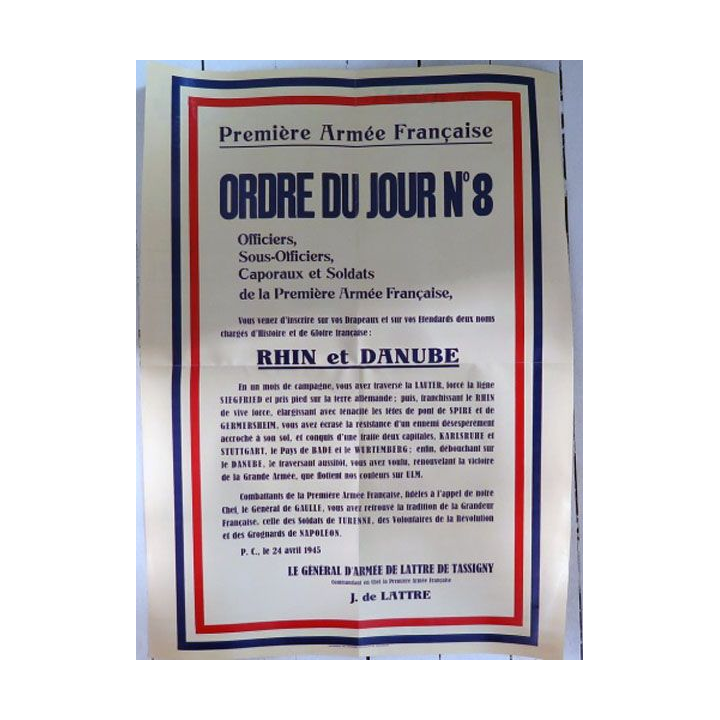 Première Armée Française
ORDRE DU JOUR Nº 8
Officiers,
Sous-Officiers,
Caporaux et Soldats
de la Première Armée Française,
Vous venez d'inscrire sur vos Drapeaux et sur vos Etendards deux noms
chargés d'Histoire et de Gloire française :
RHIN et DANUBE
En un mois de campagne, vous avez traversé la LAUTER, forcé la ligne
SIEGFRIED et pris pied sur la terre allemande ; puis, franchissant le RHIN
de vive force, élargissant avec ténacité les têtes de pont de SPIRE et de
GERMERSHEIM, vous avez écrasé la résistance d'un ennemi désespérément
accroché à son sol, et conquis d'une traite deux capitales, KARLSRUHE et
STUTTGART, le Pays de BADE et le WURTEMBERG ; enfin, débouchant sur
le DANUBE, le traversant aussitôt, vous avez voulu, renouvelant la victoire
de la Grande Armée, que flottent nos couleurs sur ULM.
Combattants de la Première Armée Française, fidèles à l'appel de notre
Chef, le Général de GAULLE, vous avez retrouvé la tradition de la Grandeur
Française, celle des Soldats de TURENNE, des Volontaires de la Révolution
et des Grognards de NAPOLEON.
P. C., le 24 avril 1945
LE GÉNÉRAL D'ARMÉE DE LATTRE DE TASSIGNY
Commandant en Chef la Première Armée Française
J. de LATTRE